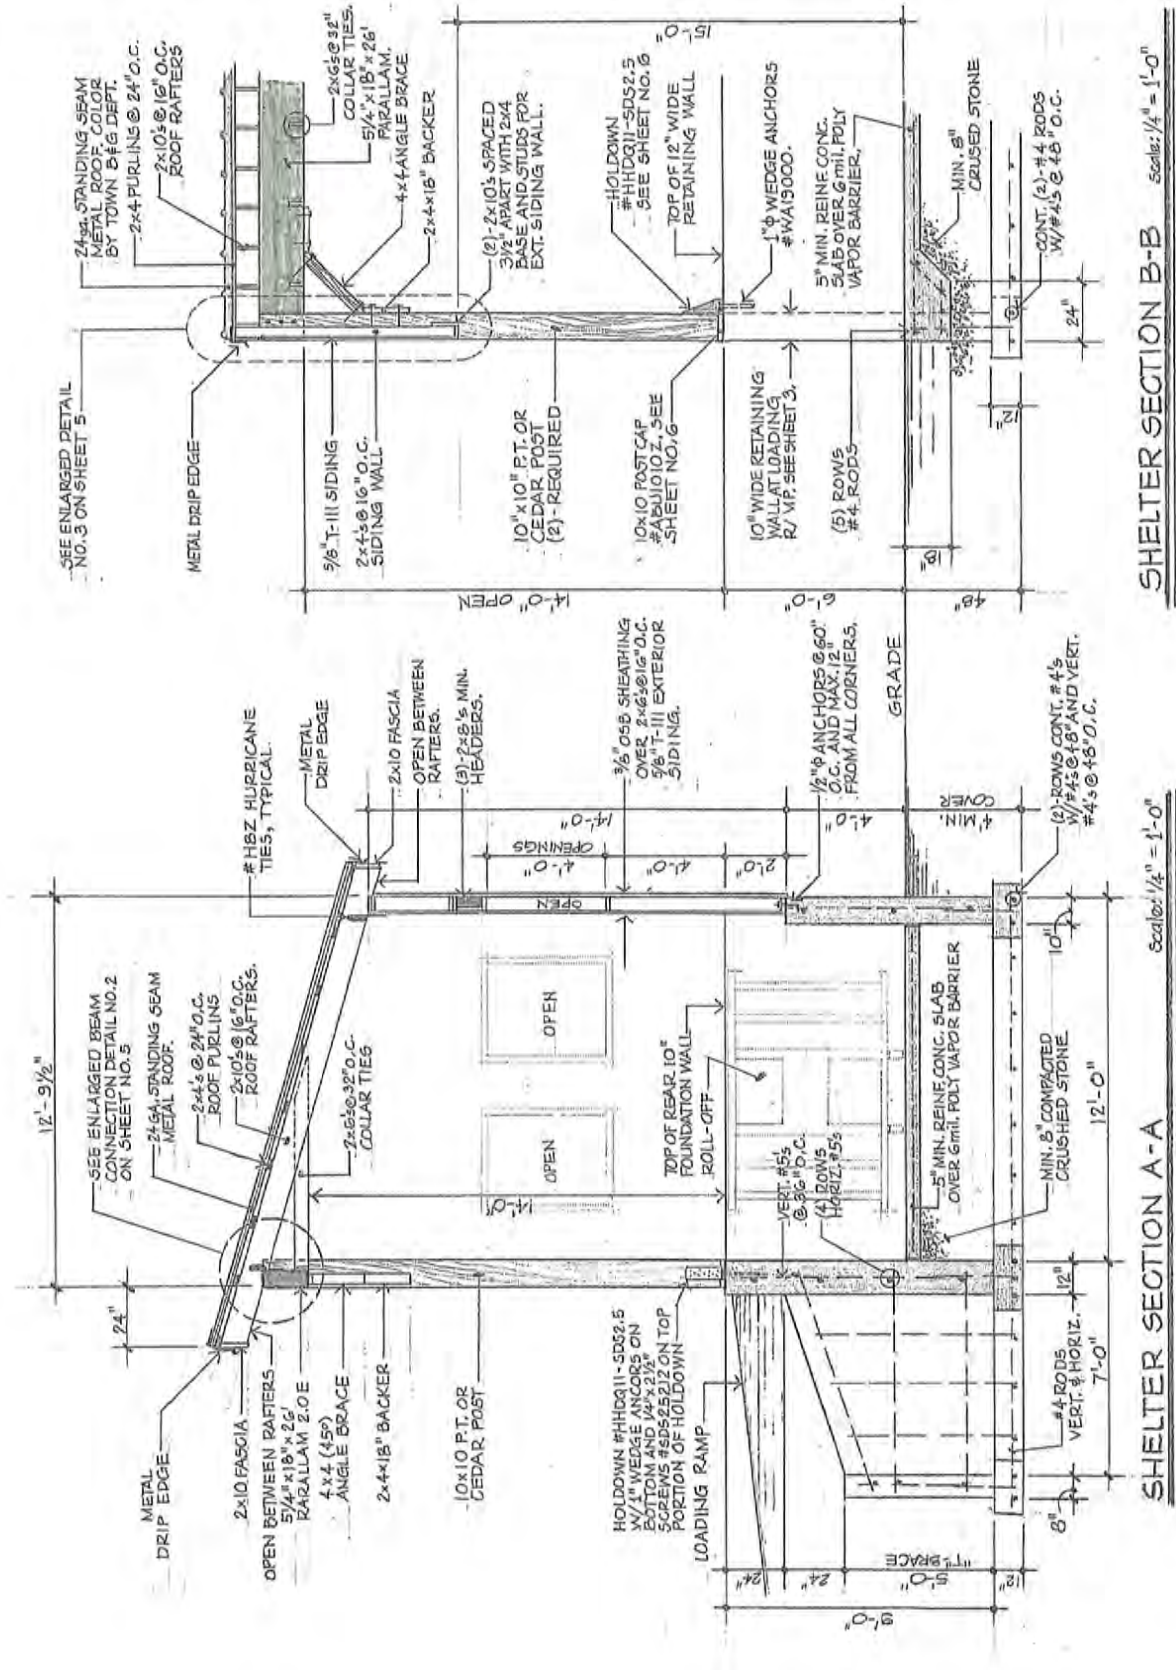 SEE ENLARGED DETAIL
NO.3 ON SHEET 5
METAL DRIP EDGE
5/8" T-111 SIDING
2x4's @ 16" O.C.
SIDING WALL
10"x10" P.T. OR
CEDAR POST
(2)-REQUIRED
10x10 POST CAP
#ABU1010Z, SEE
SHEET NO.6
10" WIDE RETAINING
WALL AT LOADING
R/MP. SEE SHEET 3.
(5) ROWS
#4 RODS
24ga. STANDING SEAM
METAL ROOF, COLOR
BY TOWN B&G DEPT.
2x4 PURLINS @ 24" O.C.
2x10's @ 16" O.C.
ROOF RAFTERS
2x6's @ 32"
COLLAR TIES.
5/4" x 18" x 26'
PARALLAM.
4x4 ANGLE BRACE
2x4x18" BACKER
(2)-2x10's SPACED
3 1/2" APART WITH 2x4
BASE AND STUDS FOR
EXT. SIDING WALL.
HOLDOWN
#HHDQ11-SDS2.5
SEE SHEET NO.6
TOP OF 12" WIDE
RETAINING WALL
1"Φ WEDGE ANCHORS
#WA19000.
5" MIN. REINE CONC.
SLAB OVER 6 mil. POLY
VAPOR BARRIER,
MIN. 8"
CRUSED STONE
CONT. (2)-#4 RODS
W/#4's @ 48" O.C.
14'-0" OPEN
6'-0"
48"
18"
12"
24"
15'-0"
SHELTER SECTION B-B
Scale: 1/4" = 1'-0"
12'-9 1/2"
24"
SEE ENLARGED BEAM
CONNECTION DETAIL NO.2
ON SHEET NO.5
24 GA. STANDING SEAM
METAL ROOF.
2x4's @ 24" O.C.
ROOF PURLINS
2x10's @ 16" O.C.
ROOF RAFTERS.
2x6's @ 32" O.C.
COLLAR TIES
#H8Z HURRICANE
TIES, TYPICAL.
METAL
DRIP EDGE
2x10 FASCIA
OPEN BETWEEN
RAFTERS.
(3)-2x8's MIN.
HEADERS.
3/8" OSB SHEATHING
OVER 2x6's @ 16" O.C.
5/8" T-111 EXTERIOR
SIDING.
1/2"Φ ANCHORS @ 60"
O.C. AND MAX. 12"
FROM ALL CORNERS.
GRADE
(2-ROWS CONT. #4's
W/#4's @ 48" AND VERT.
#4's @ 48" O.C.
METAL
DRIP EDGE
2x10 FASCIA
OPEN BETWEEN RAFTERS
5 1/4" x 18" x 26'
RARALLAM 2.0 E
4x4 (45°)
ANGLE BRACE
2x4x18" BACKER
10x10 P.T. OR
CEDAR POST
HOLDOWN #HHDQ11-SDS2.5
W/1" WEDGE ANCORS ON
BOTTOM AND 1/4" x 2 1/2"
SCREWS #SDS25212 ON TOP
PORTION OF HOLDOWN
LOADING RAMP
14'-0"
OPEN
OPEN
OPEN
14'-0"
4'-0"
OPENINGS
4'-0"
2'-0"
4'-0"
4' MIN.
COVER
TOP OF REAR 10"
FOUNDATION WALL
ROLL-OFF
VERT. #5's
@ 36" O.C.
(4) ROWS
HORIZ. #5's
5" MIN. REINE CONC. SLAB
OVER 6mil. POLY VAPOR BARRIER
MIN. 8" COMPACTED
CRUSHED STONE
#4 RODS
VERT. & HORIZ.
24"
24"
5'-0"
"T"-BRACE
12"
9'-0"
8"
7'-0"
12"
12'-0"
10"
SHELTER SECTION A-A
Scale: 1/4" = 1'-0"